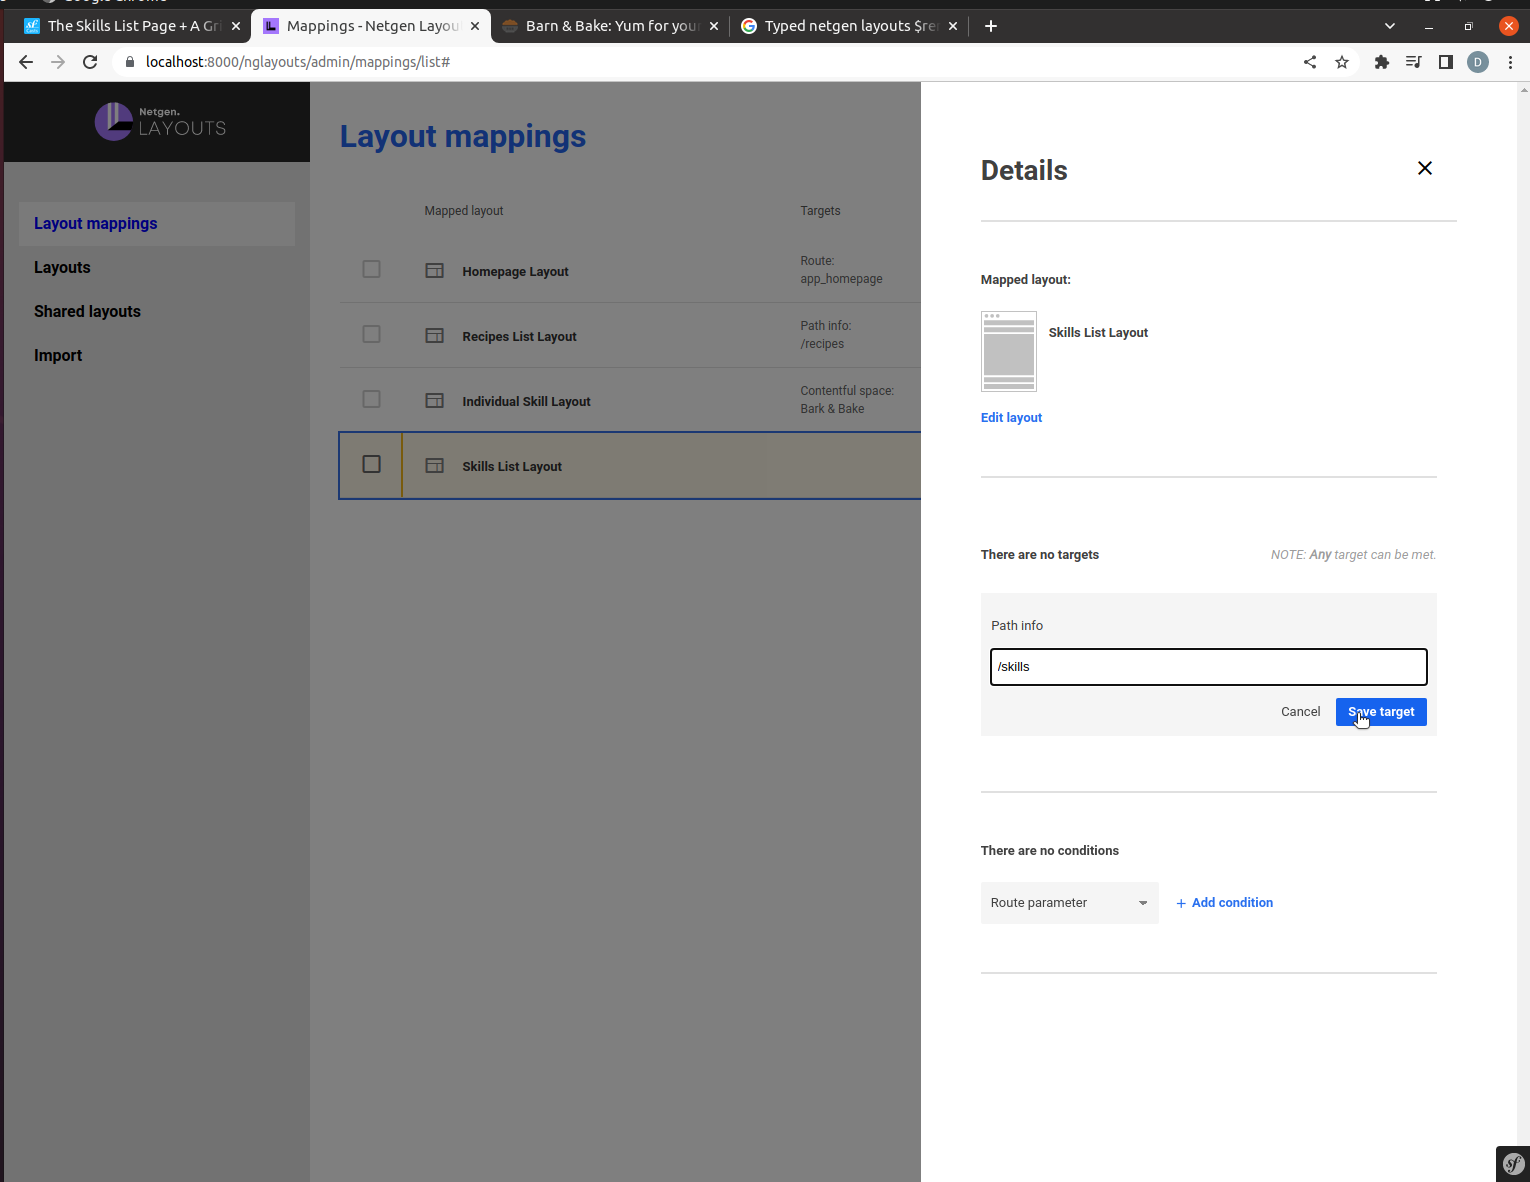 The Skills List Page + A Gri
Mappings - Netgen Layou
Barn & Bake: Yum for you
Typed netgen layouts $re
localhost:8000/nglayouts/admin/mappings/list#
D
Netgen.
LAYOUTS
Layout mappings
Layouts
Shared layouts
Import
Layout mappings
Mapped layout
Targets
Homepage Layout
Route:
app_homepage
Recipes List Layout
Path info:
/recipes
Individual Skill Layout
Contentful space:
Bark & Bake
Skills List Layout
Details
Mapped layout:
Skills List Layout
Edit layout
There are no targets
NOTE: Any target can be met.
Path info
/skills
Cancel
Save target
There are no conditions
Route parameter
+ Add condition
sf